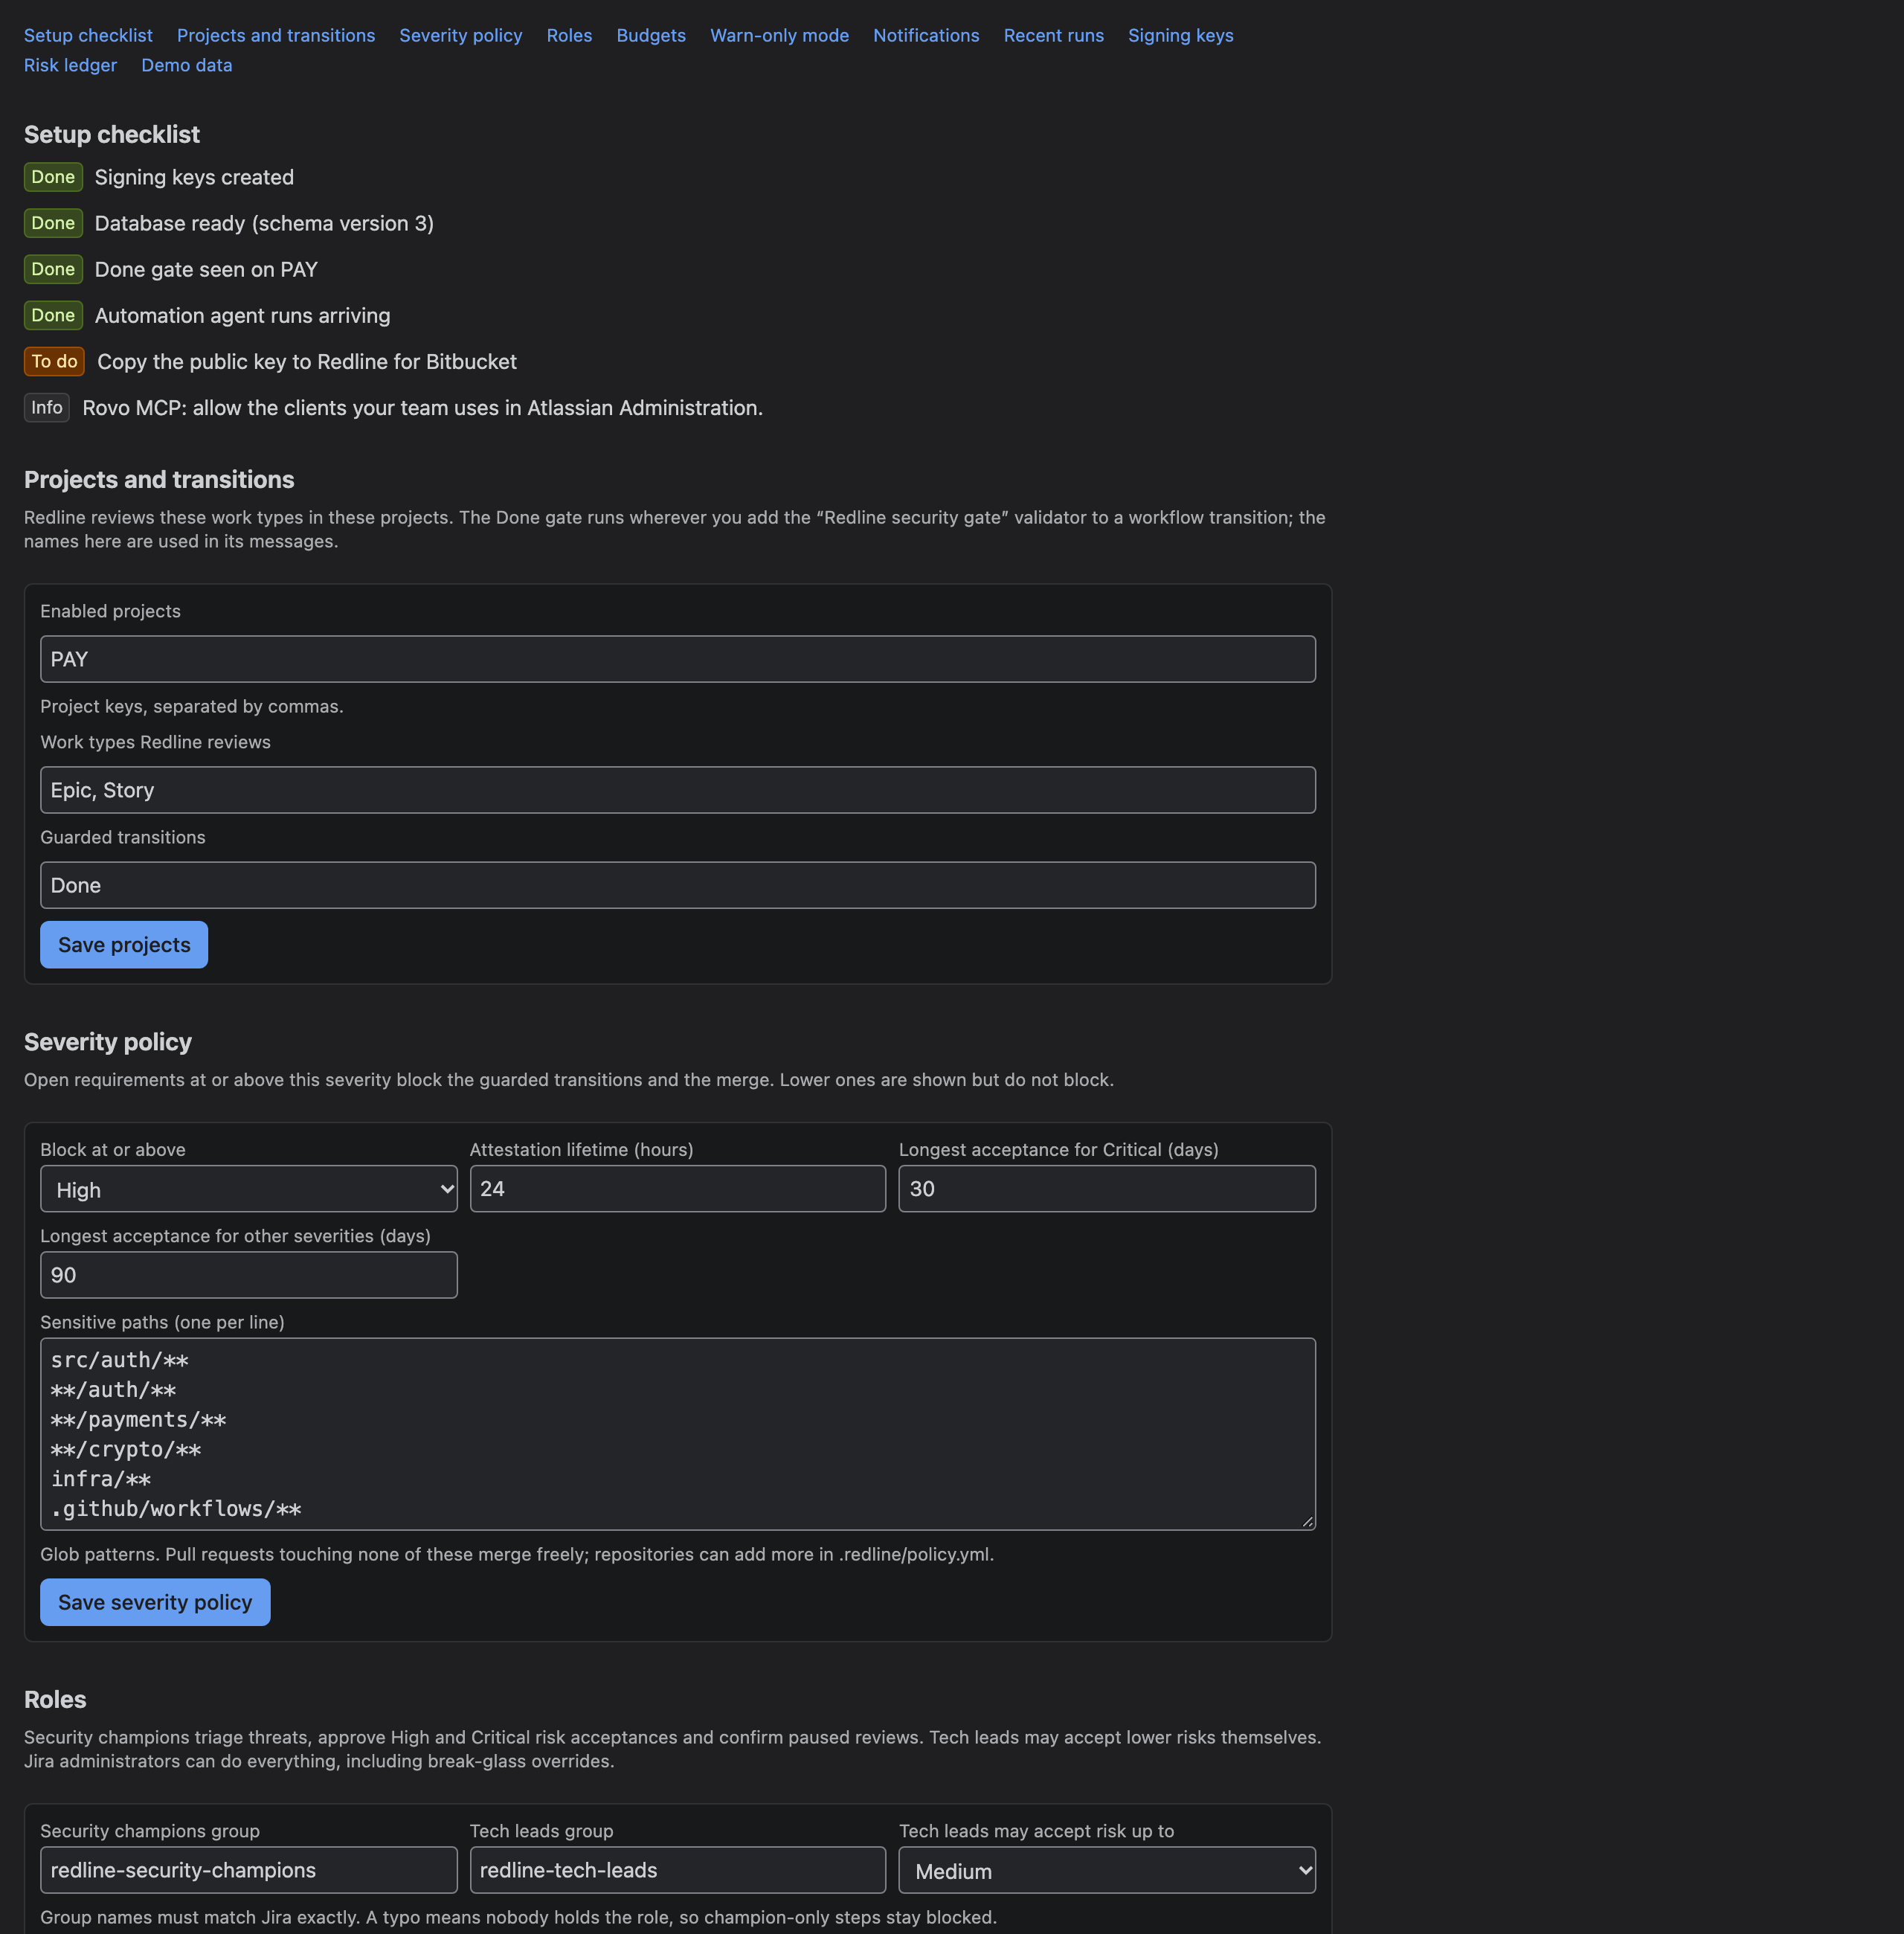 Setup checklist Projects and transitions Severity policy Roles Budgets Warn-only mode Notifications Recent runs Signing keys
Risk ledger Demo data
Setup checklist
Done Signing keys created
Done Database ready (schema version 3)
Done Done gate seen on PAY
Done Automation agent runs arriving
To do Copy the public key to Redline for Bitbucket
Info Rovo MCP: allow the clients your team uses in Atlassian Administration.
Projects and transitions
Redline reviews these work types in these projects. The Done gate runs wherever you add the “Redline security gate” validator to a workflow transition; the
names here are used in its messages.
Enabled projects
PAY
Project keys, separated by commas.
Work types Redline reviews
Epic, Story
Guarded transitions
Done
Save projects
Severity policy
Open requirements at or above this severity block the guarded transitions and the merge. Lower ones are shown but do not block.
Block at or above Attestation lifetime (hours) Longest acceptance for Critical (days)
High 24 30
Longest acceptance for other severities (days)
90
Sensitive paths (one per line)
src/auth/**
**/auth/**
**/payments/**
**/crypto/**
infra/**
.github/workflows/**
Glob patterns. Pull requests touching none of these merge freely; repositories can add more in .redline/policy.yml.
Save severity policy
Roles
Security champions triage threats, approve High and Critical risk acceptances and confirm paused reviews. Tech leads may accept lower risks themselves.
Jira administrators can do everything, including break-glass overrides.
Security champions group Tech leads group Tech leads may accept risk up to
redline-security-champions redline-tech-leads Medium
Group names must match Jira exactly. A typo means nobody holds the role, so champion-only steps stay blocked.